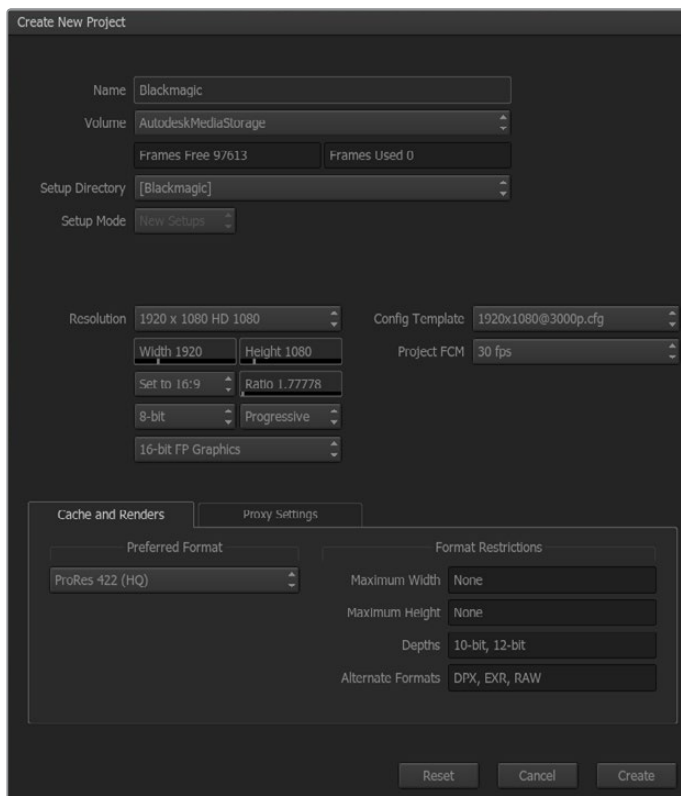 Create New Project
Name Blackmagic
Volume AutodeskMediaStorage
Frames Free 97613 Frames Used 0
Setup Directory [Blackmagic]
Setup Mode New Setups
Resolution 1920 x 1080 HD 1080 Config Template 1920x1080@3000p.cfg
Width 1920 Height 1080 Project FCM 30 fps
Set to 16:9 Ratio 1.77778
8-bit Progressive
16-bit FP Graphics
Cache and Renders Proxy Settings
Preferred Format Format Restrictions
ProRes 422 (HQ) Maximum Width None
Maximum Height None
Depths 10-bit, 12-bit
Alternate Formats DPX, EXR, RAW
Reset Cancel Create